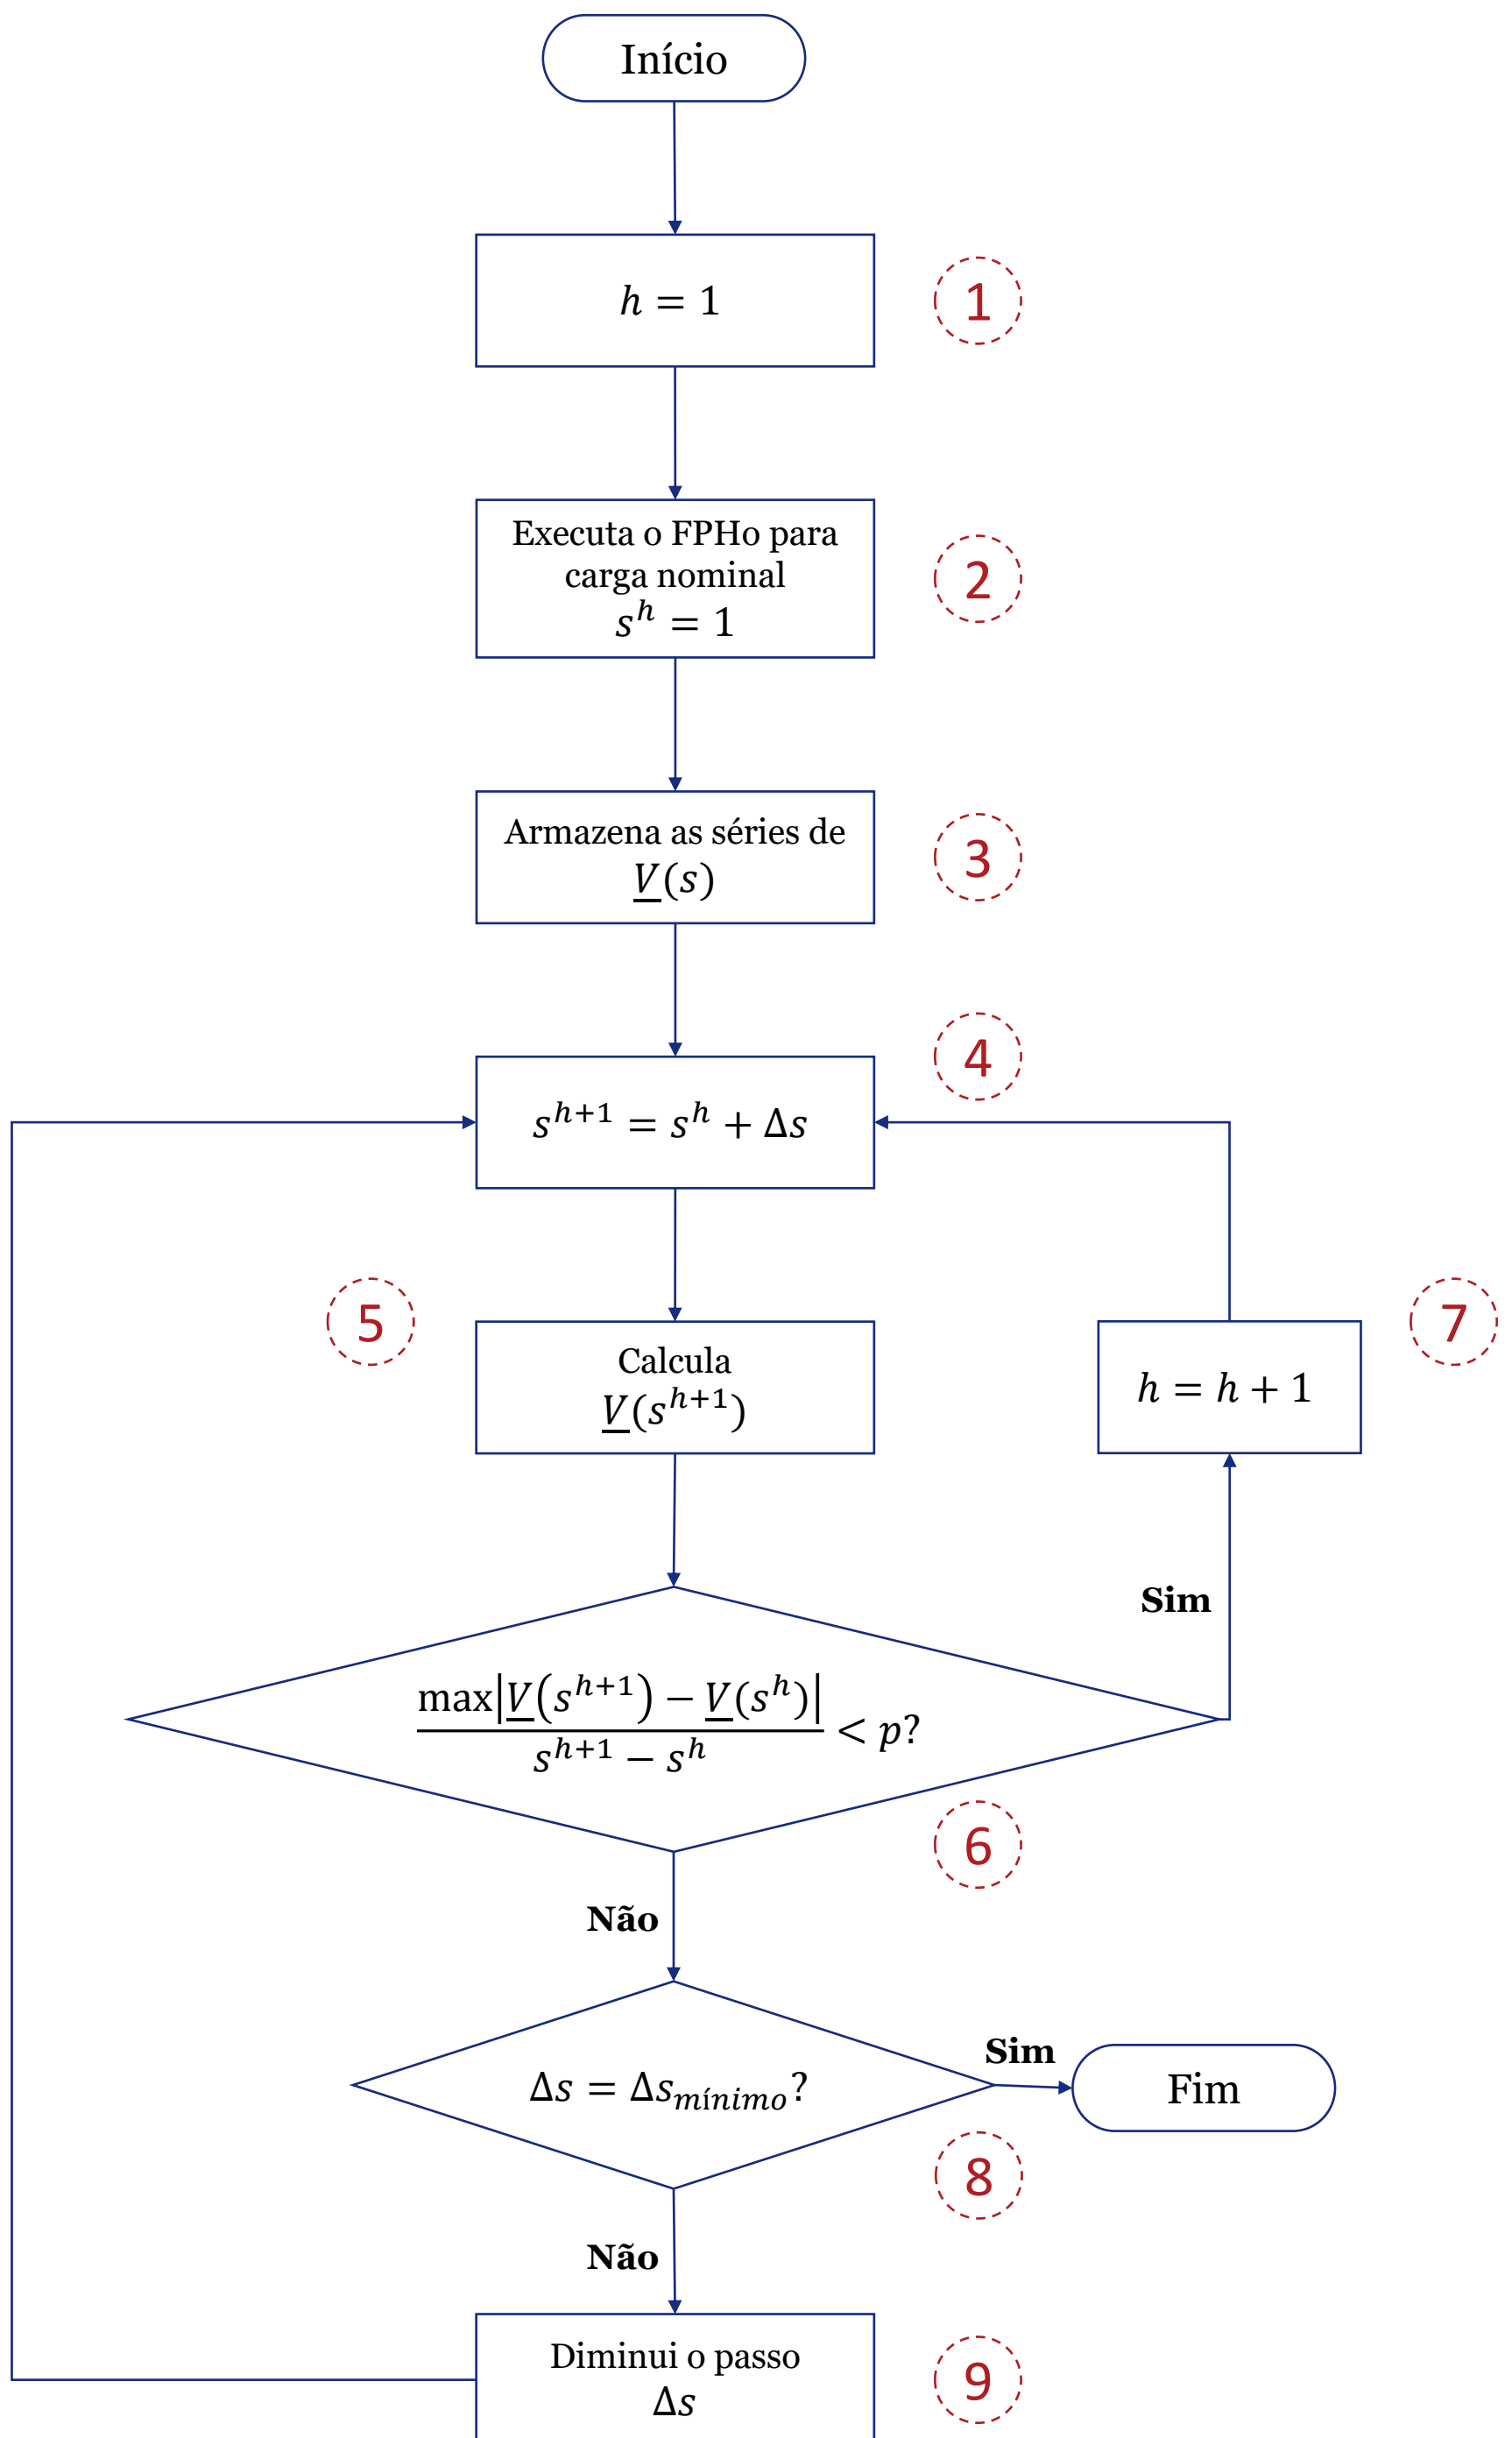 Início
h = 1
1
Executa o FPHo para
carga nominal
s^h = 1
2
Armazena as séries de
V(s)
3
4
s^{h+1} = s^h + Δs
5
Calcula
V(s^{h+1})
7
h = h + 1
Sim
max|V(s^{h+1}) − V(s^h)|
s^{h+1} − s^h
< p?
6
Não
Δs = Δs_{mínimo}?
Sim
Fim
8
Não
Diminui o passo
Δs
9